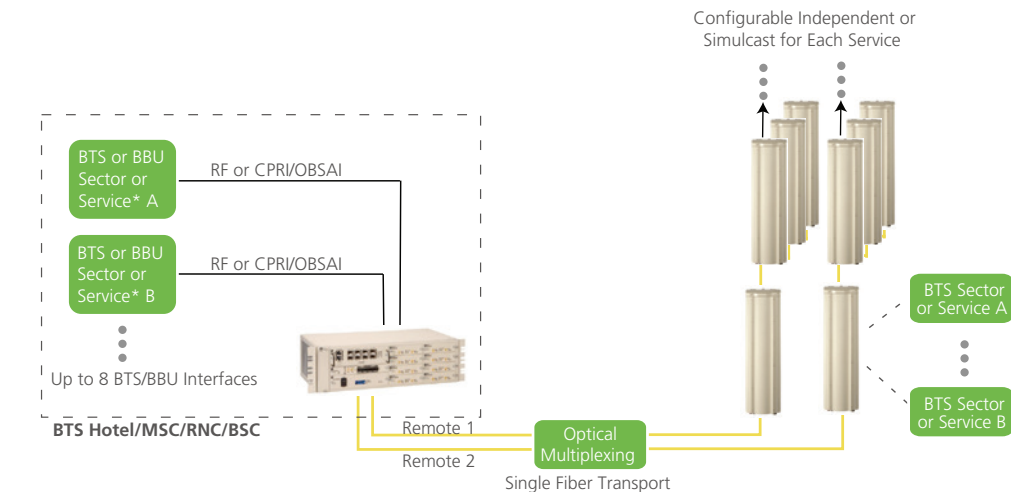 Configurable Independent or
Simulcast for Each Service
BTS or BBU
Sector or
Service* A
RF or CPRI/OBSAI
BTS or BBU
Sector or
Service* B
RF or CPRI/OBSAI
Up to 8 BTS/BBU Interfaces
BTS Hotel/MSC/RNC/BSC
Remote 1
Remote 2
Optical
Multiplexing
Single Fiber Transport
BTS Sector
or Service A
BTS Sector
or Service B